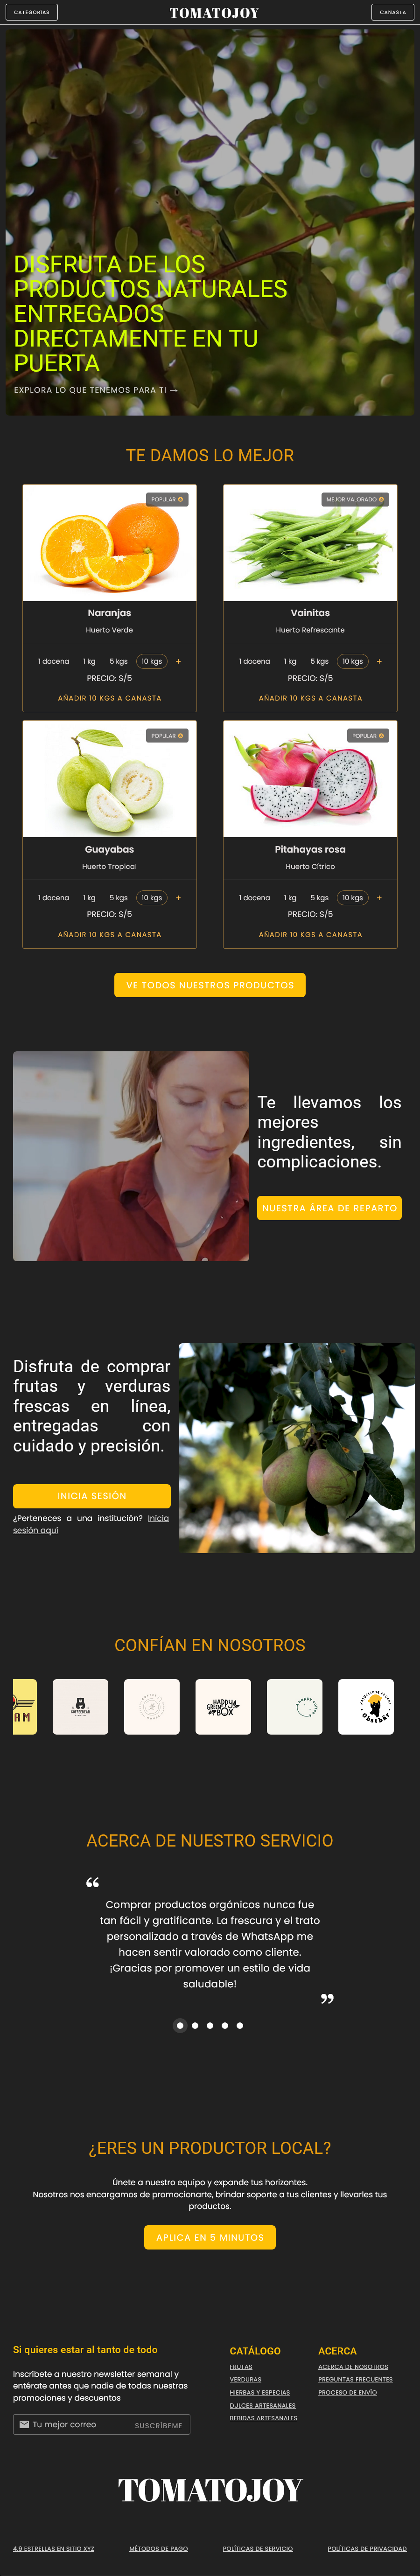 CATEGORÍAS
TOMATOJOY
CANASTA
DISFRUTA DE LOS
PRODUCTOS NATURALES
ENTREGADOS
DIRECTAMENTE EN TU
PUERTA
EXPLORA LO QUE TENEMOS PARA TI →
TE DAMOS LO MEJOR
POPULAR
Naranjas
Huerto Verde
1 docena 1 kg 5 kgs 10 kgs +
PRECIO: S/5
AÑADIR 10 KGS A CANASTA
MEJOR VALORADO
Vainitas
Huerto Refrescante
1 docena 1 kg 5 kgs 10 kgs +
PRECIO: S/5
AÑADIR 10 KGS A CANASTA
POPULAR
Guayabas
Huerto Tropical
1 docena 1 kg 5 kgs 10 kgs +
PRECIO: S/5
AÑADIR 10 KGS A CANASTA
POPULAR
Pitahayas rosa
Huerto Cítrico
1 docena 1 kg 5 kgs 10 kgs +
PRECIO: S/5
AÑADIR 10 KGS A CANASTA
VE TODOS NUESTROS PRODUCTOS
Te llevamos los
mejores
ingredientes, sin
complicaciones.
NUESTRA ÁREA DE REPARTO
Disfruta de comprar
frutas y verduras
frescas en línea,
entregadas con
cuidado y precisión.
INICIA SESIÓN
¿Perteneces a una institución? Inicia
sesión aquí
CONFÍAN EN NOSOTROS
AM
COFFEEBEAR
HAPPY
GREEN
BOX
happy
Obstbär
ACERCA DE NUESTRO SERVICIO
“
Comprar productos orgánicos nunca fue
tan fácil y gratificante. La frescura y el trato
personalizado a través de WhatsApp me
hacen sentir valorado como cliente.
¡Gracias por promover un estilo de vida
saludable!
”
¿ERES UN PRODUCTOR LOCAL?
Únete a nuestro equipo y expande tus horizontes.
Nosotros nos encargamos de promocionarte, brindar soporte a tus clientes y llevarles tus
productos.
APLICA EN 5 MINUTOS
Si quieres estar al tanto de todo
Inscríbete a nuestro newsletter semanal y
entérate antes que nadie de todas nuestras
promociones y descuentos
Tu mejor correo SUSCRÍBEME
CATÁLOGO
FRUTAS
VERDURAS
HIERBAS Y ESPECIAS
DULCES ARTESANALES
BEBIDAS ARTESANALES
ACERCA
ACERCA DE NOSOTROS
PREGUNTAS FRECUENTES
PROCESO DE ENVÍO
TOMATOJOY
4.9 ESTRELLAS EN SITIO XYZ
MÉTODOS DE PAGO
POLÍTICAS DE SERVICIO
POLÍTICAS DE PRIVACIDAD